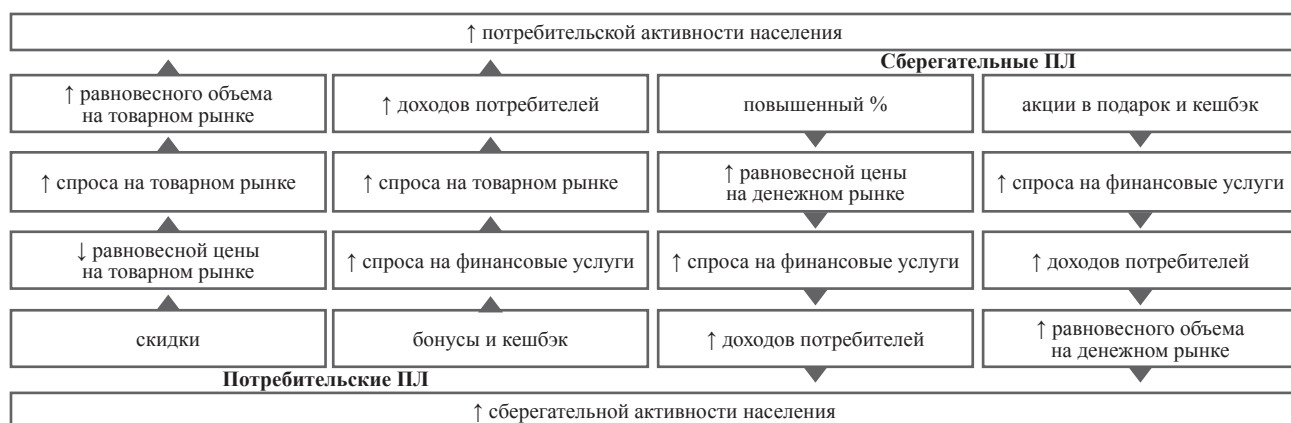 ↑ потребительской активности населения
Сберегательные ПЛ
↑ равновесного объема
на товарном рынке
↑ доходов потребителей
повышенный %
акции в подарок и кешбэк
↑ спроса на товарном рынке
↑ спроса на товарном рынке
↑ равновесной цены
на денежном рынке
↑ спроса на финансовые услуги
↓ равновесной цены
на товарном рынке
↑ спроса на финансовые услуги
↑ спроса на финансовые услуги
↑ доходов потребителей
скидки
бонусы и кешбэк
↑ доходов потребителей
↑ равновесного объема
на денежном рынке
Потребительские ПЛ
↑ сберегательной активности населения